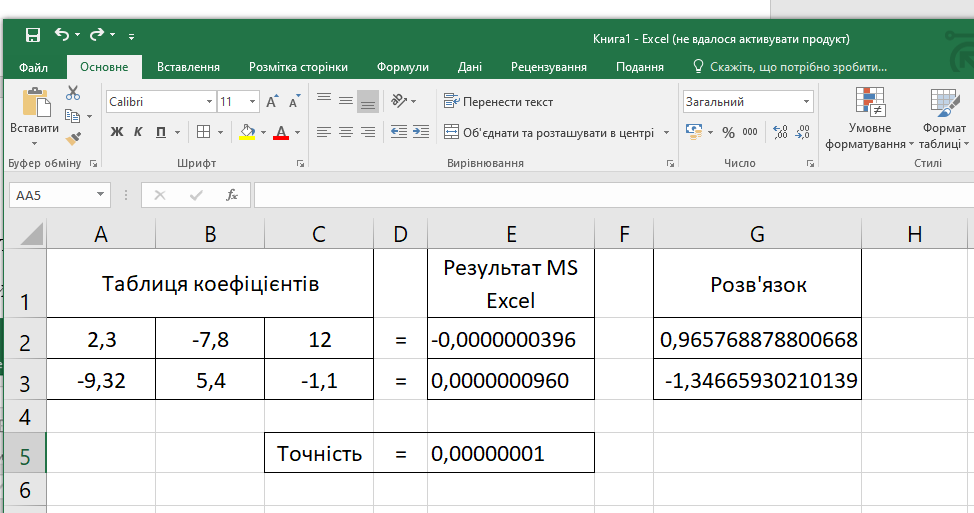 Книга1 - Excel (не вдалося активувати продукт)
Файл Основне Вставлення Розмітка сторінки Формули Дані Рецензування Подання Скажіть, що потрібно зробити...
Вставити
Calibri 11
Ж К П
А А
А
Перенести текст
Об'єднати та розташувати в центрі
Загальний
% 000
,00 ,0
Умовне форматування
Формат таблиці
Буфер обміну Шрифт Вирівнювання Число Стилі
AA5 fx
A B C D E F G H
1 Таблиця коефіцієнтів Результат MS Excel Розв'язок
2 2,3 -7,8 12 = -0,0000000396 0,965768878800668
3 -9,32 5,4 -1,1 = 0,0000000960 -1,34665930210139
4
5 Точність = 0,00000001
6